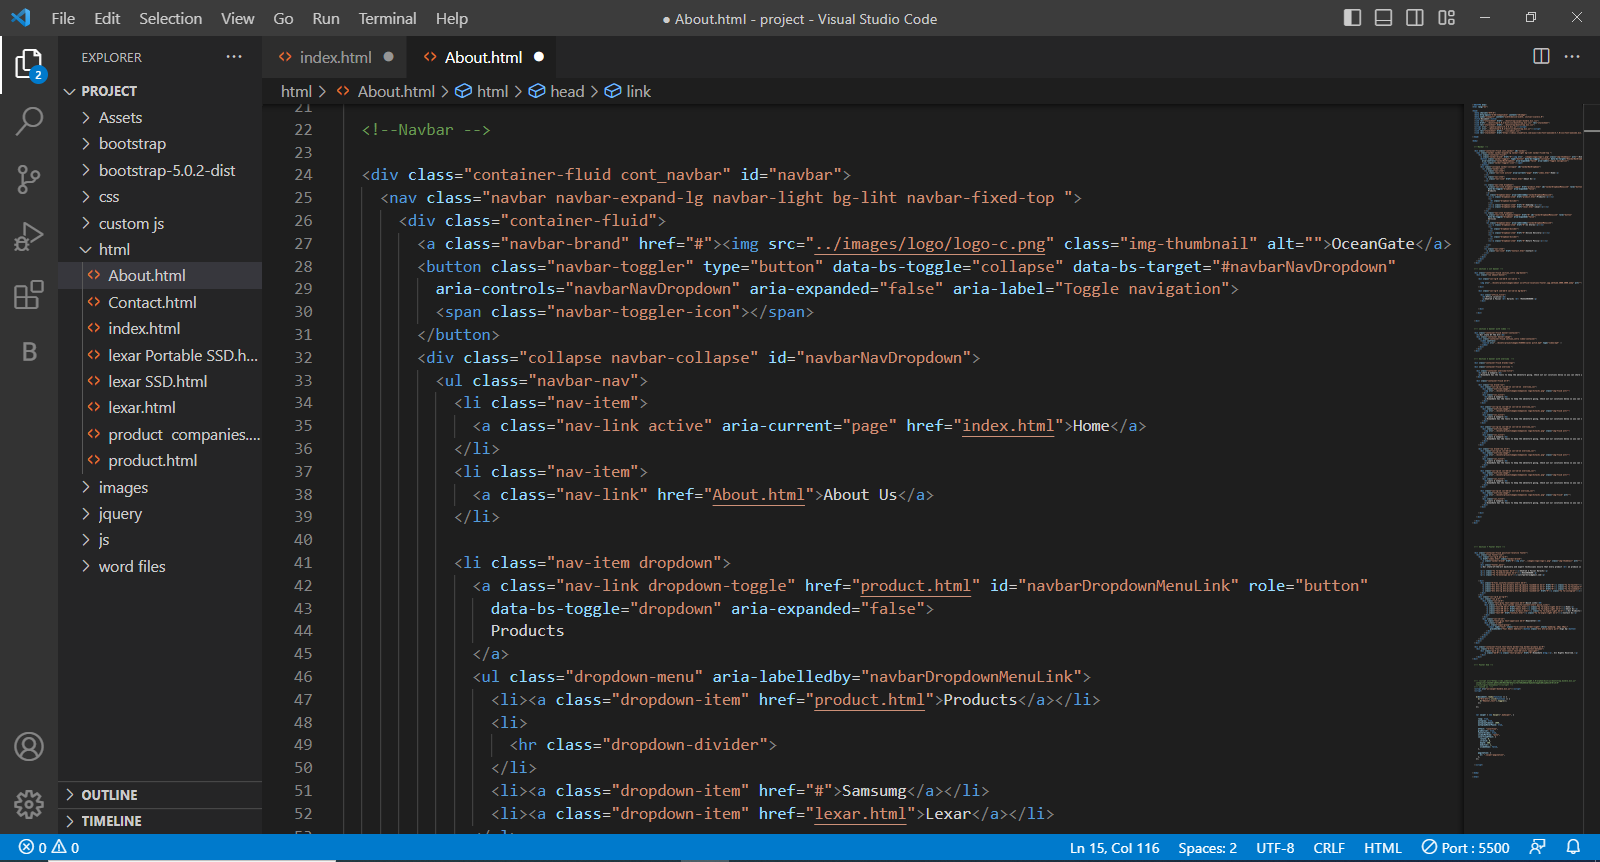 File Edit Selection View Go Run Terminal Help
● About.html - project - Visual Studio Code
EXPLORER ···
<> index.html ●
<> About.html ●
html > <> About.html > html > head > link
2
PROJECT
Assets
bootstrap
bootstrap-5.0.2-dist
css
custom js
html
<> About.html
<> Contact.html
<> index.html
<> lexar Portable SSD.h...
<> lexar SSD.html
<> lexar.html
<> product companies....
<> product.html
images
jquery
js
word files
OUTLINE
TIMELINE
B
21
22 <!--Navbar -->
23
24 <div class="container-fluid cont_navbar" id="navbar">
25 <nav class="navbar navbar-expand-lg navbar-light bg-liht navbar-fixed-top ">
26 <div class="container-fluid">
27 <a class="navbar-brand" href="#"><img src="../images/logo/logo-c.png" class="img-thumbnail" alt="">OceanGate</a>
28 <button class="navbar-toggler" type="button" data-bs-toggle="collapse" data-bs-target="#navbarNavDropdown"
29 aria-controls="navbarNavDropdown" aria-expanded="false" aria-label="Toggle navigation">
30 <span class="navbar-toggler-icon"></span>
31 </button>
32 <div class="collapse navbar-collapse" id="navbarNavDropdown">
33 <ul class="navbar-nav">
34 <li class="nav-item">
35 <a class="nav-link active" aria-current="page" href="index.html">Home</a>
36 </li>
37 <li class="nav-item">
38 <a class="nav-link" href="About.html">About Us</a>
39 </li>
40
41 <li class="nav-item dropdown">
42 <a class="nav-link dropdown-toggle" href="product.html" id="navbarDropdownMenuLink" role="button"
43 data-bs-toggle="dropdown" aria-expanded="false">
44 Products
45 </a>
46 <ul class="dropdown-menu" aria-labelledby="navbarDropdownMenuLink">
47 <li><a class="dropdown-item" href="product.html">Products</a></li>
48 <li>
49 <hr class="dropdown-divider">
50 </li>
51 <li><a class="dropdown-item" href="#">Samsumg</a></li>
52 <li><a class="dropdown-item" href="lexar.html">Lexar</a></li>
0 0
Ln 15, Col 116 Spaces: 2 UTF-8 CRLF HTML Port : 5500